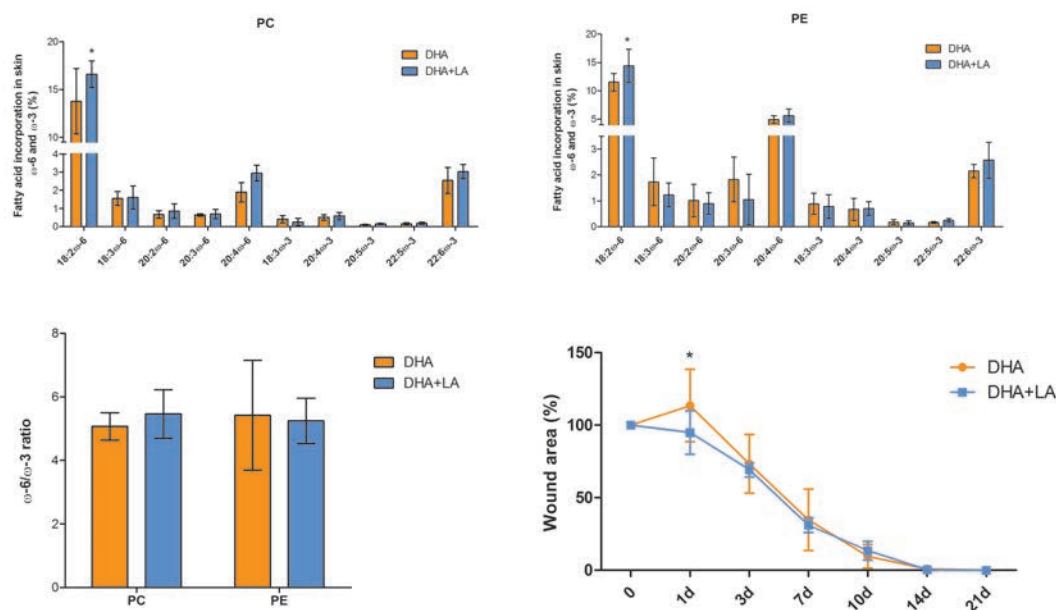 PC
Fatty acid incorporation in skin
ω-6 and ω-3 (%)
20
15
10
4
3
2
1
0
*
DHA
DHA+LA
18:2ω-6
18:3ω-6
20:2ω-6
20:3ω-6
20:4ω-6
18:3ω-3
20:4ω-3
20:5ω-3
22:5ω-3
22:6ω-3
PE
Fatty acid incorporation in skin
ω-6 and ω-3 (%)
20
15
10
5
3
2
1
0
*
DHA
DHA+LA
18:2ω-6
18:3ω-6
20:2ω-6
20:3ω-6
20:4ω-6
18:3ω-3
20:4ω-3
20:5ω-3
22:5ω-3
22:6ω-3
ω-6/ω-3 ratio
8
6
4
2
0
DHA
DHA+LA
PC
PE
Wound area (%)
150
100
50
0
*
DHA
DHA+LA
0
1d
3d
7d
10d
14d
21d